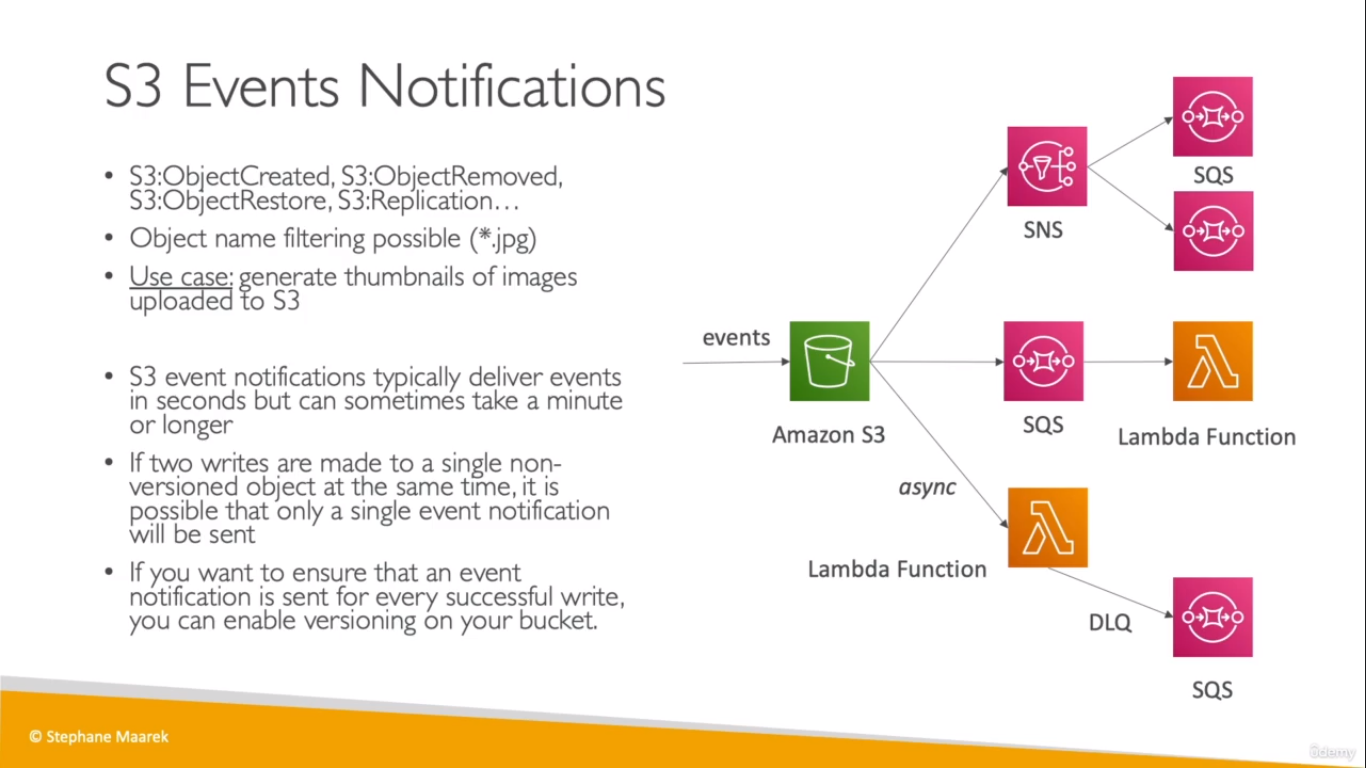 S3 Events Notifications
• S3:ObjectCreated, S3:ObjectRemoved,
S3:ObjectRestore, S3:Replication…
• Object name filtering possible (*.jpg)
• Use case: generate thumbnails of images
uploaded to S3
• S3 event notifications typically deliver events
in seconds but can sometimes take a minute
or longer
• If two writes are made to a single non-
versioned object at the same time, it is
possible that only a single event notification
will be sent
• If you want to ensure that an event
notification is sent for every successful write,
you can enable versioning on your bucket.
events
Amazon S3
SNS
SQS
SQS
Lambda Function
async
Lambda Function
DLQ
SQS
© Stephane Maarek
ûdemy